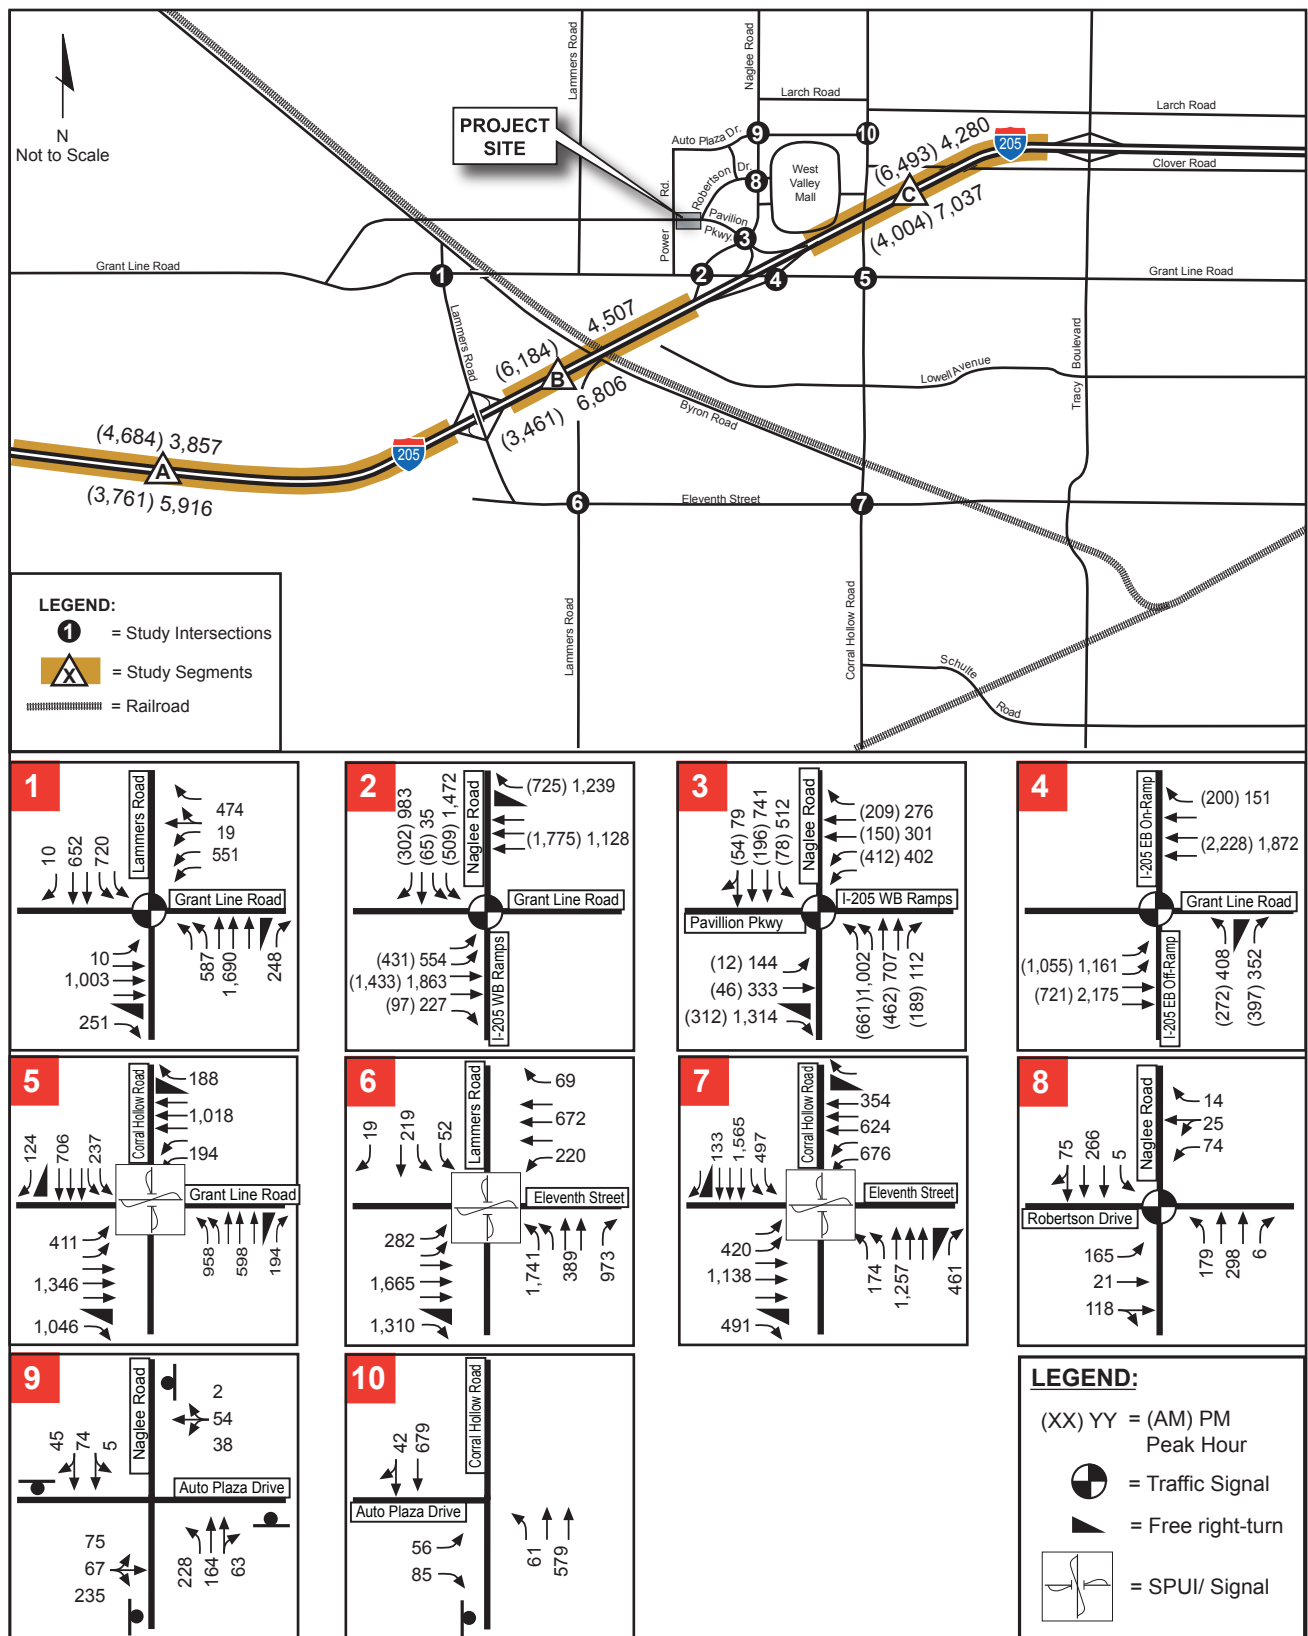 N
Not to Scale
PROJECT
SITE
Lammers Road
Naglee Road
Larch Road
Larch Road
Auto Plaza Dr.
9
10
(6,493) 4,280
205
Clover Road
Robertson Dr.
8
West
Valley
Mall
C
Power Rd.
Pavilion
Pkwy.
3
(4,004) 7,037
Grant Line Road
1
2
4
5
Grant Line Road
Lammers Road
4,507
(6,184)
B
6,806
(3,461)
Lowell Avenue
Tracy Boulevard
Byron Road
(4,684) 3,857
205
A
(3,761) 5,916
6
Eleventh Street
7
LEGEND:
1 = Study Intersections
X = Study Segments
= Railroad
Lammers Road
Corral Hollow Road
Schulte
Road
1
Lammers Road
10
652
720
474
19
551
Grant Line Road
10
1,003
251
587
1,690
248
2
Naglee Road
(302) 983
(65) 35
(509) 1,472
(725) 1,239
(1,775) 1,128
Grant Line Road
(431) 554
(1,433) 1,863
(97) 227
I-205 WB Ramps
3
Naglee Road
(54) 79
(196) 741
(78) 512
(209) 276
(150) 301
(412) 402
I-205 WB Ramps
Pavillion Pkwy
(12) 144
(46) 333
(312) 1,314
(661) 1,002
(462) 707
(189) 112
4
I-205 EB On-Ramp
(200) 151
(2,228) 1,872
Grant Line Road
(1,055) 1,161
(721) 2,175
I-205 EB Off-Ramp
(272) 408
(397) 352
5
Corral Hollow Road
124
706
237
188
1,018
194
Grant Line Road
411
1,346
1,046
958
598
194
6
Lammers Road
19
219
52
69
672
220
Eleventh Street
282
1,665
1,310
1,741
389
973
7
Corral Hollow Road
133
1,565
497
354
624
676
Eleventh Street
420
1,138
491
174
1,257
461
8
Naglee Road
75
266
5
14
25
74
Robertson Drive
165
21
118
179
298
6
9
Naglee Road
45
74
5
2
54
38
Auto Plaza Drive
75
67
235
228
164
63
10
Corral Hollow Road
42
679
Auto Plaza Drive
56
85
61
579
LEGEND:
(XX) YY = (AM) PM
Peak Hour
= Traffic Signal
= Free right-turn
= SPUI/ Signal